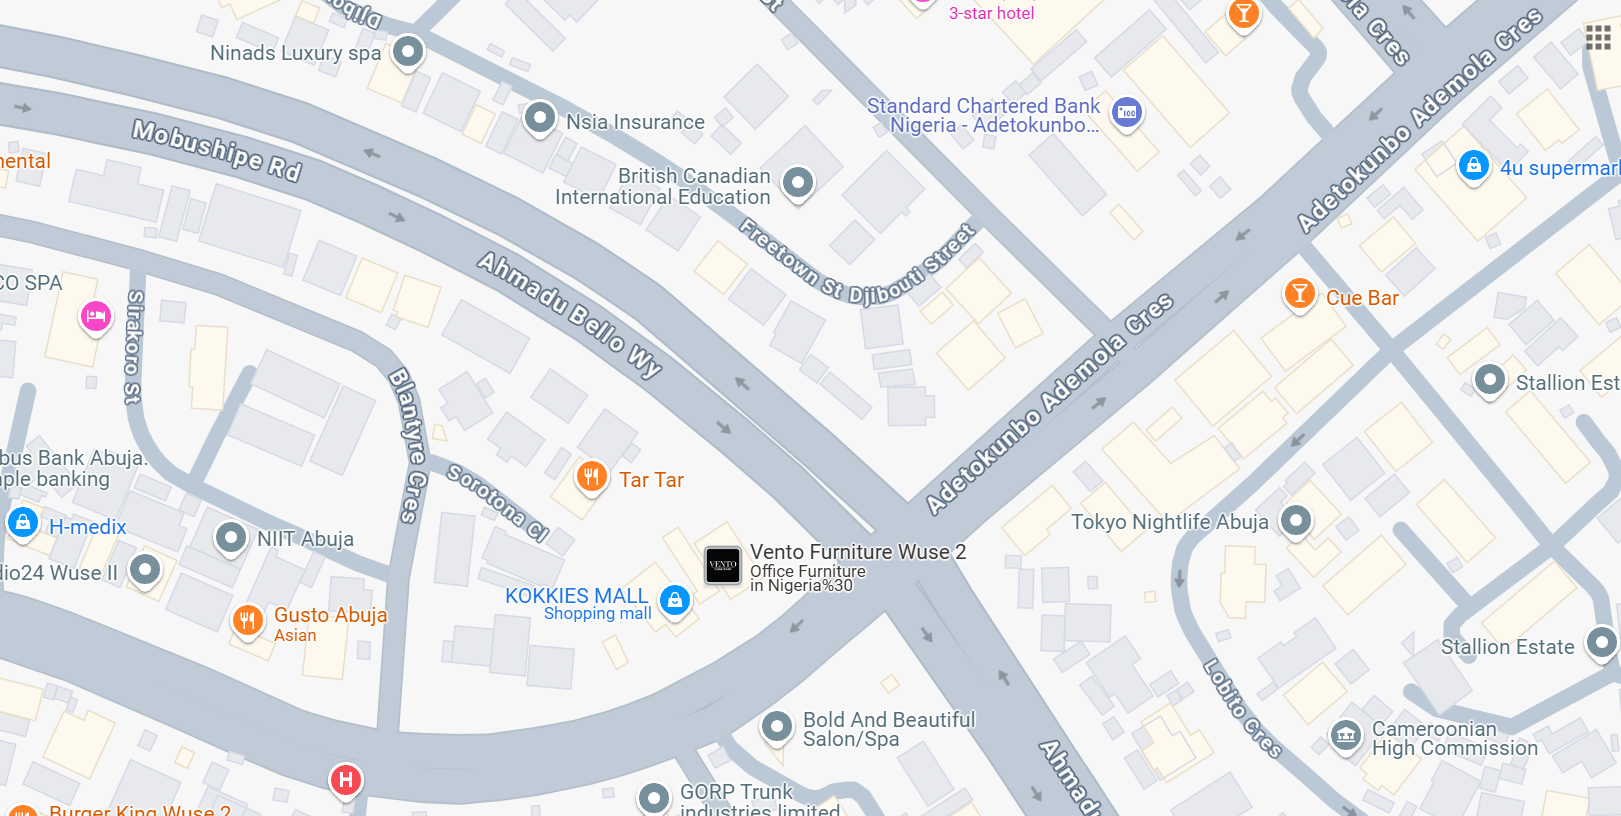 3-star hotel
Ninads Luxury spa
Nsia Insurance
Standard Chartered Bank
Nigeria - Adetokunbo...
Adetokunbo Ademola Cres
Mobushipe Rd
British Canadian
International Education
4u supermark
Freetown St
Djibouti Street
Ahmadu Bello Wy
CO SPA
Sirakoro St
Cue Bar
Adetokunbo Ademola Cres
Blantyre Cres
Stallion Est
bus Bank Abuja.
ple banking
Sorotona Cl
Tar Tar
H-medix
NIIT Abuja
Tokyo Nightlife Abuja
Vento Furniture Wuse 2
Office Furniture
in Nigeria%30
dio24 Wuse II
KOKKIES MALL
Shopping mall
Gusto Abuja
Asian
Stallion Estate
Lobito Cres
Bold And Beautiful
Salon/Spa
Cameroonian
High Commission
Ahmadu
GORP Trunk
industries limited
H
Burger King Wuse 2